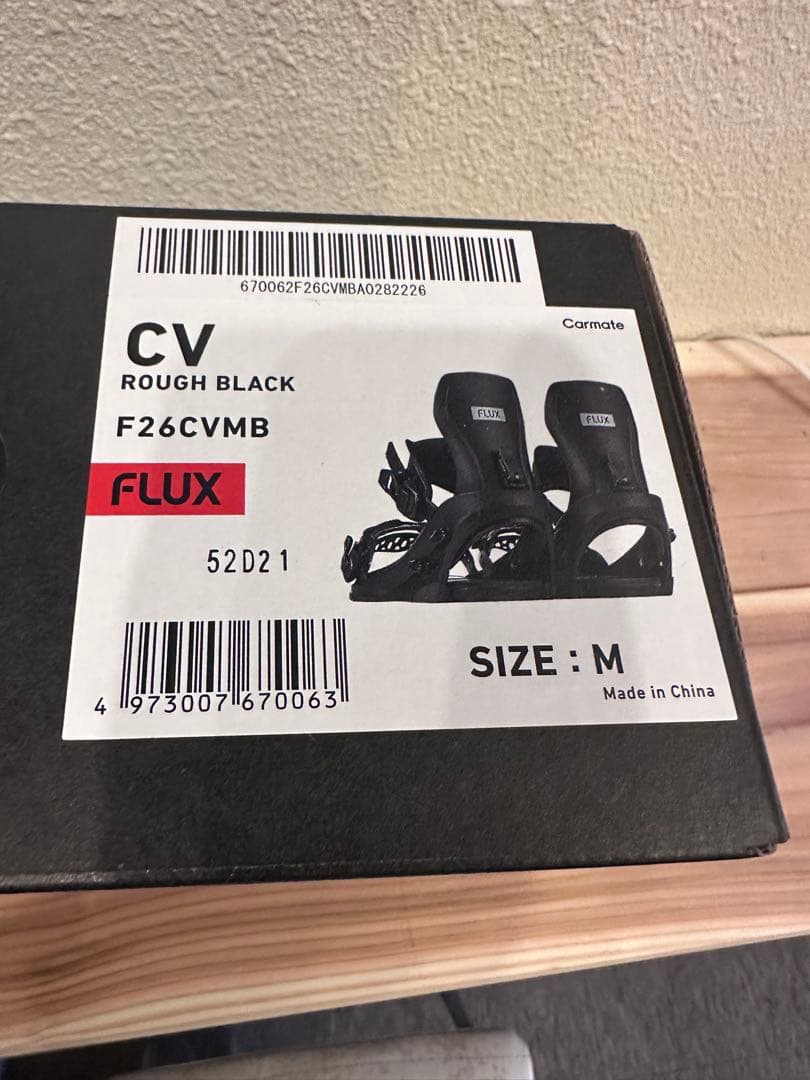 670062F26CVMBA0282226
Carmate
CV
ROUGH BLACK
F26CVMB
FLUX
FLUX
FLUX
52D21
4 973007 670063
SIZE : M
Made in China